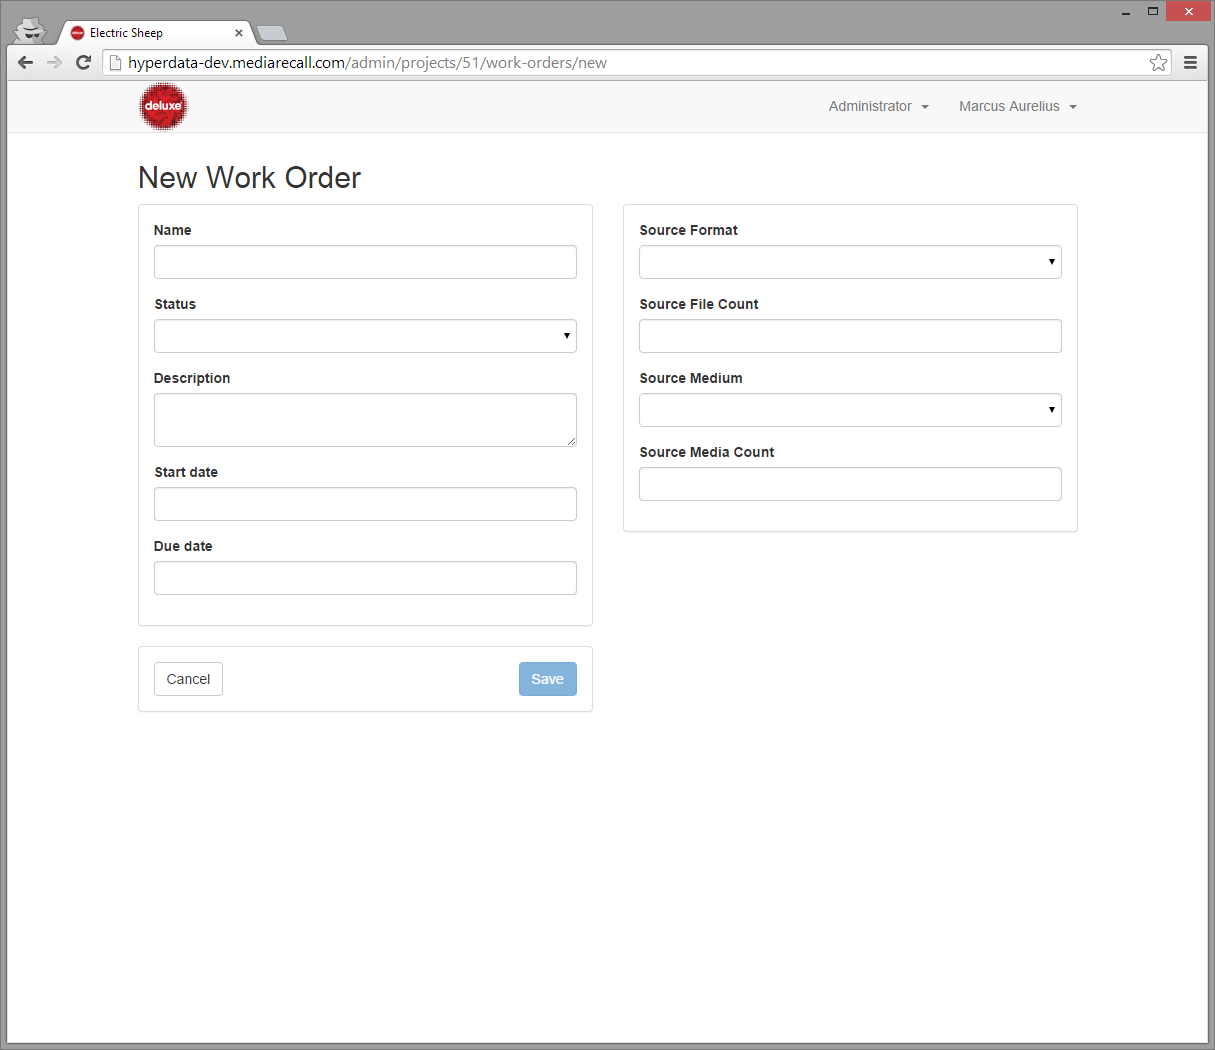 Electric Sheep
hyperdata-dev.mediarecall.com/admin/projects/51/work-orders/new
deluxe
Administrator
Marcus Aurelius
New Work Order
Name
Status
Description
Start date
Due date
Cancel
Save
Source Format
Source File Count
Source Medium
Source Media Count